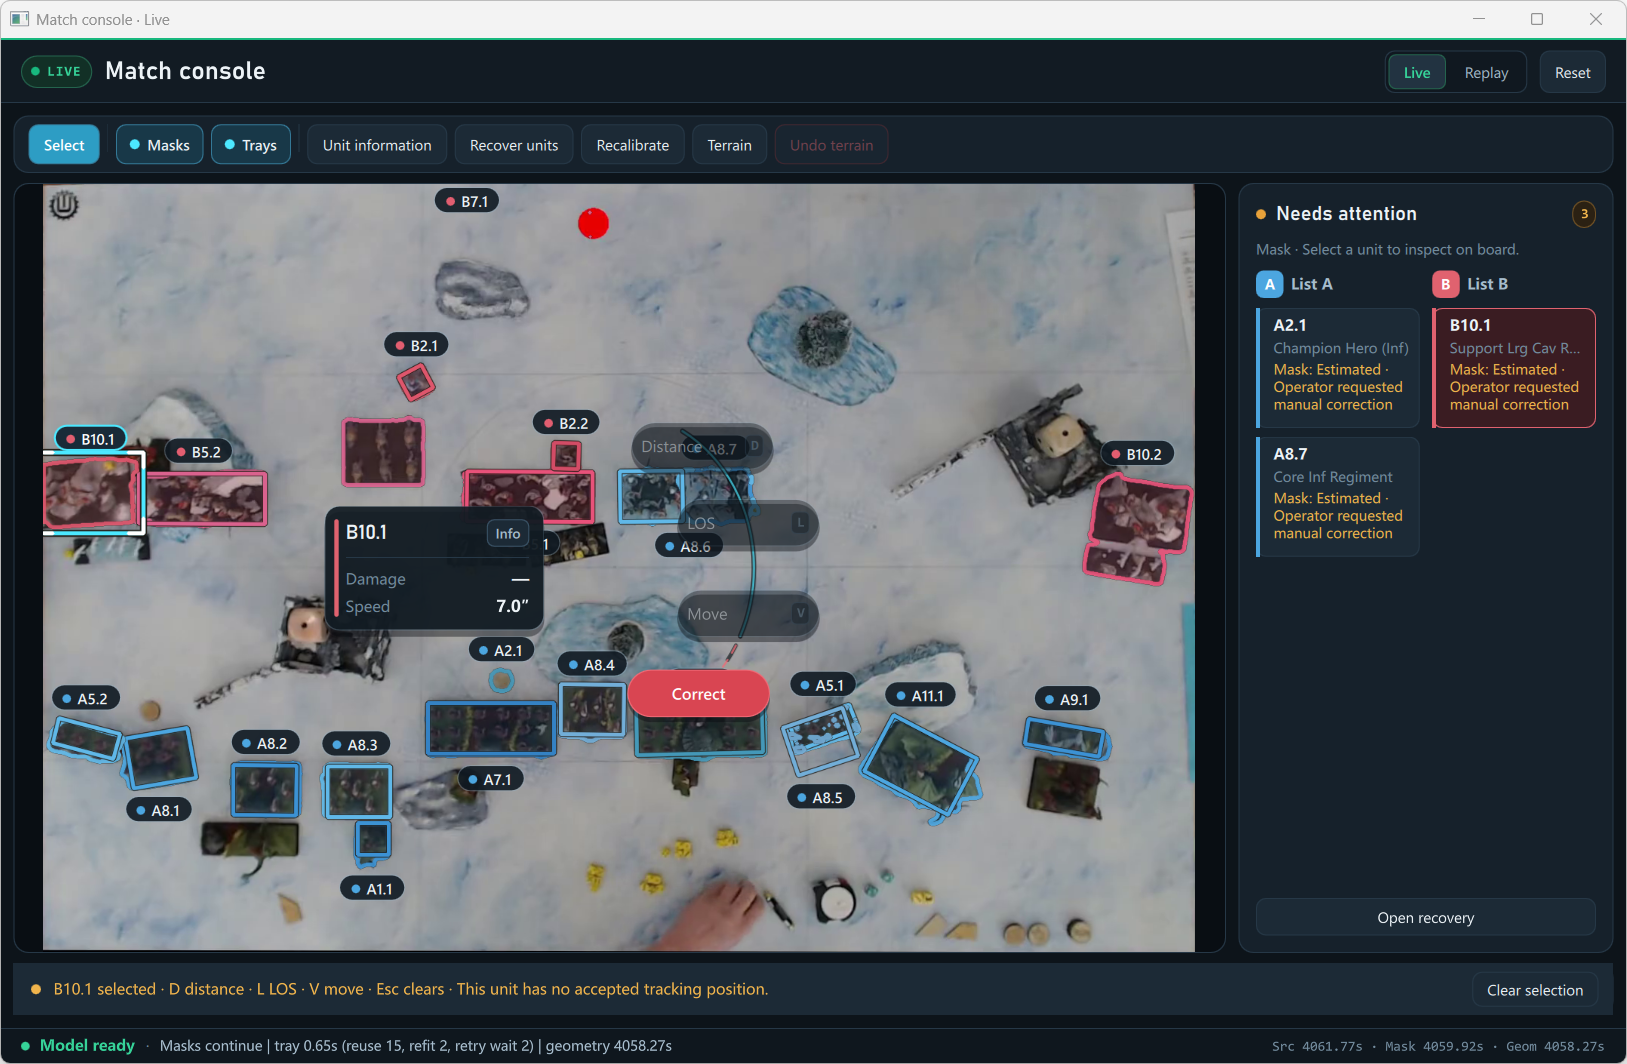 Match console · Live
LIVE
Match console
Live
Replay
Reset
Select
Masks
Trays
Unit information
Recover units
Recalibrate
Terrain
Undo terrain
B7.1
B2.1
B2.2
B10.1
B5.2
Distance
A8.7
D
B10.2
LOS
L
A8.6
B10.1
Info
1
Damage
—
Speed
7.0″
Move
V
A2.1
A8.4
Correct
A5.1
A11.1
A9.1
A5.2
A8.2
A8.3
A7.1
A8.5
A8.1
A1.1
Needs attention
3
Mask · Select a unit to inspect on board.
A
List A
B
List B
A2.1
Champion Hero (Inf)
Mask: Estimated ·
Operator requested
manual correction
B10.1
Support Lrg Cav R...
Mask: Estimated ·
Operator requested
manual correction
A8.7
Core Inf Regiment
Mask: Estimated ·
Operator requested
manual correction
Open recovery
B10.1 selected · D distance · L LOS · V move · Esc clears · This unit has no accepted tracking position.
Clear selection
Model ready · Masks continue | tray 0.65s (reuse 15, refit 2, retry wait 2) | geometry 4058.27s
Src 4061.77s · Mask 4059.92s · Geom 4058.27s